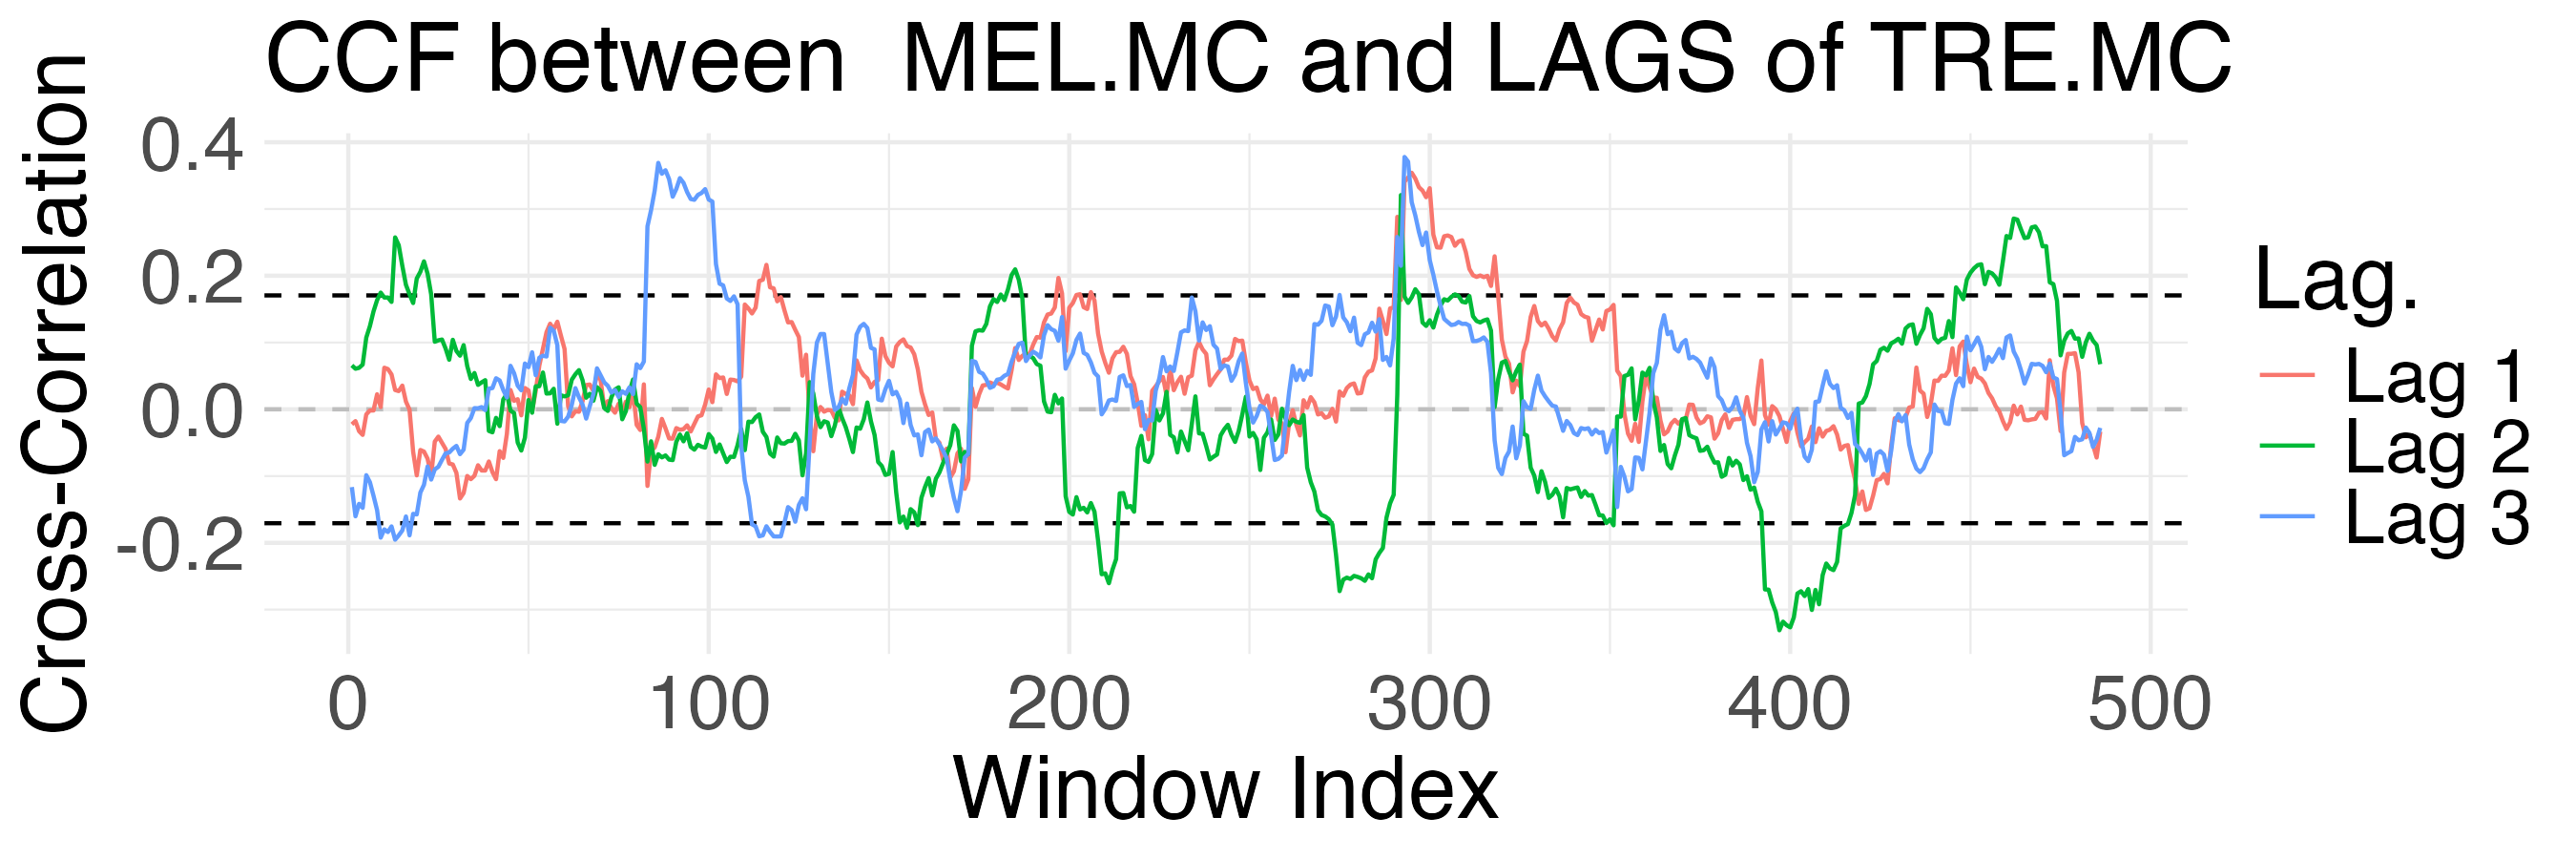 CCF between  MEL.MC and LAGS of TRE.MC
Cross-Correlation
0.4
0.2
0.0
-0.2
0 100 200 300 400 500
Window Index
Lag.
Lag 1
Lag 2
Lag 3